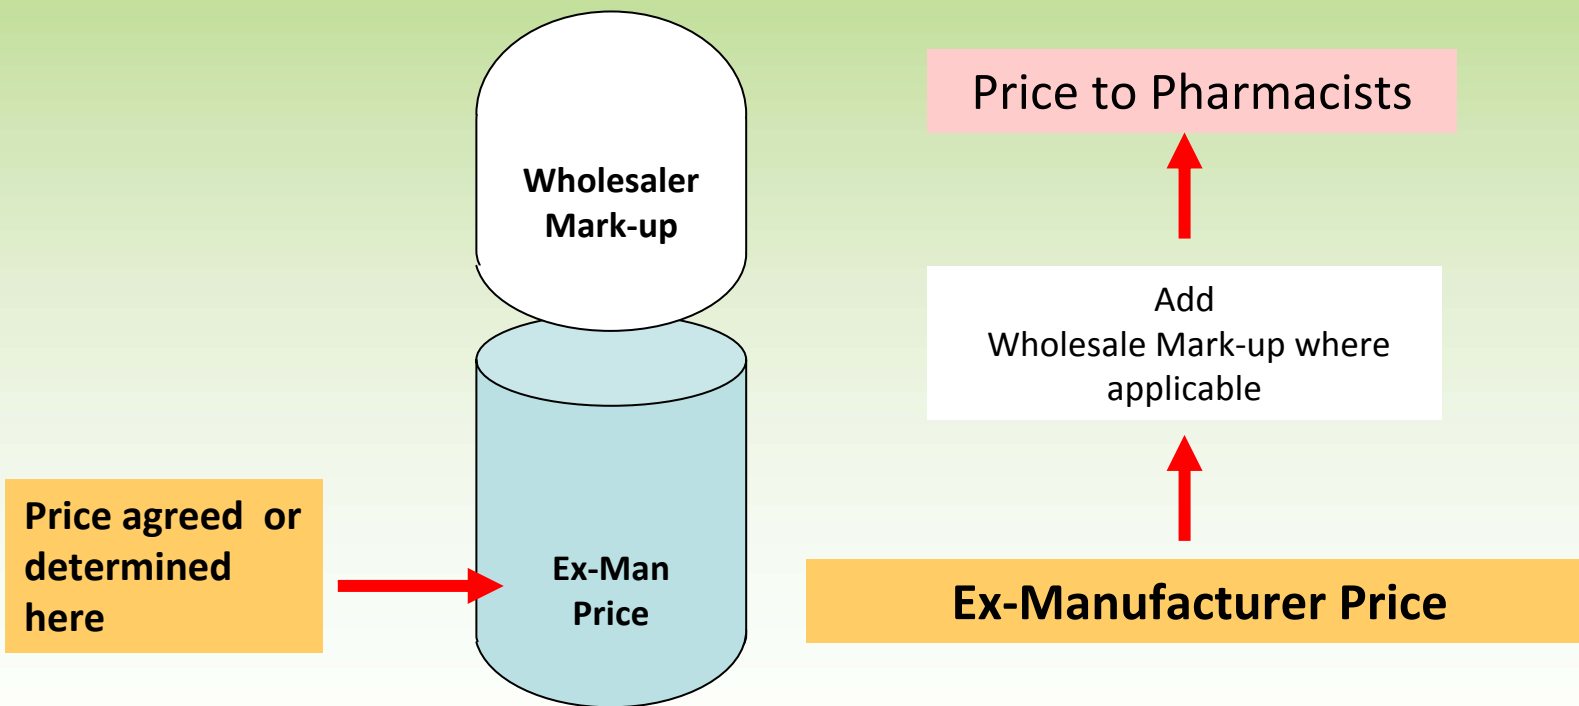 Wholesaler
Mark-up
Price to Pharmacists
Add
Wholesale Mark-up where
applicable
Price agreed or
determined
here
Ex-Man
Price
Ex-Manufacturer Price